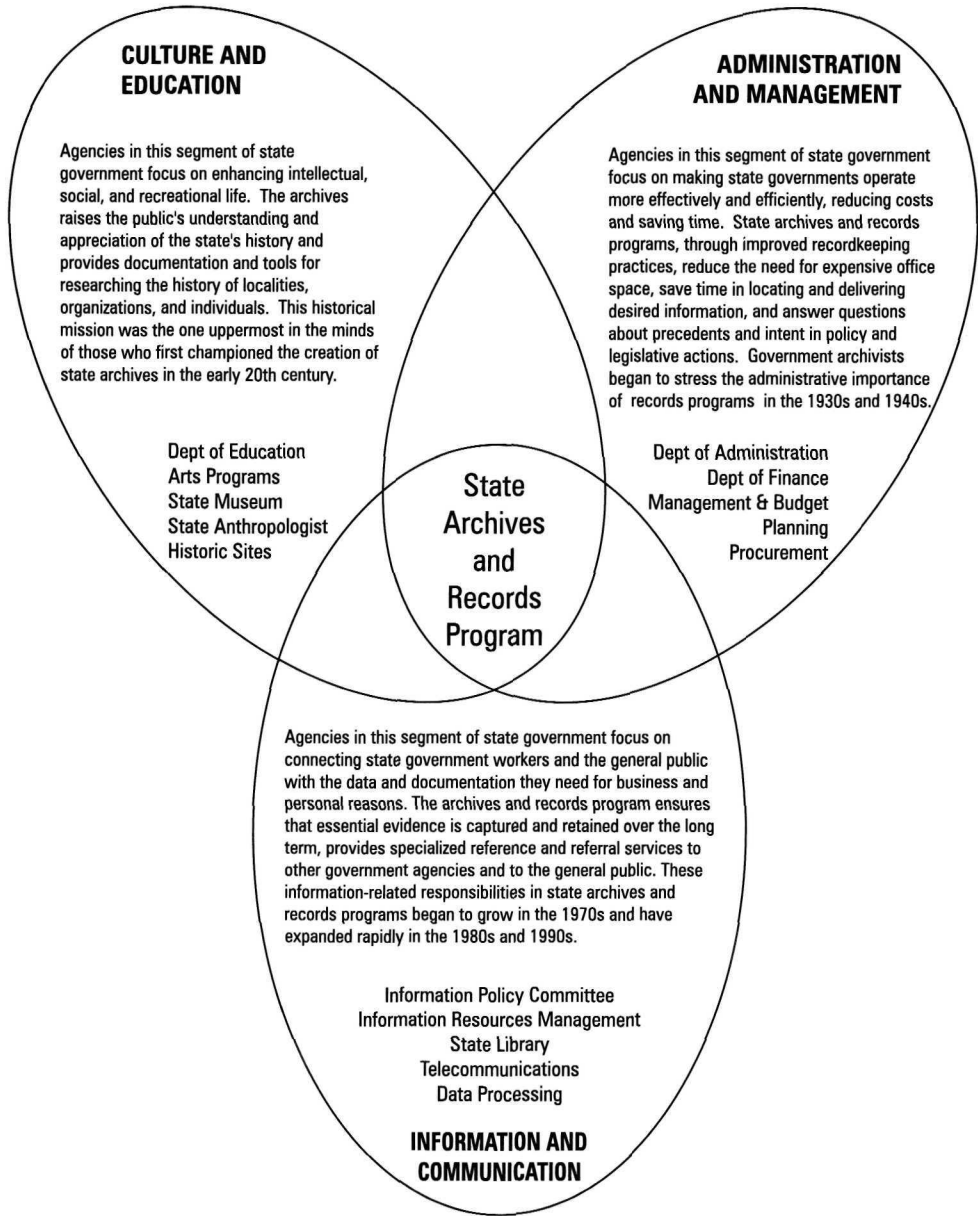 CULTURE AND
EDUCATION
Agencies in this segment of state
government focus on enhancing intellectual,
social, and recreational life. The archives
raises the public's understanding and
appreciation of the state's history and
provides documentation and tools for
researching the history of localities,
organizations, and individuals. This historical
mission was the one uppermost in the minds
of those who first championed the creation of
state archives in the early 20th century.
Dept of Education
Arts Programs
State Museum
State Anthropologist
Historic Sites
ADMINISTRATION
AND MANAGEMENT
Agencies in this segment of state government
focus on making state governments operate
more effectively and efficiently, reducing costs
and saving time. State archives and records
programs, through improved recordkeeping
practices, reduce the need for expensive office
space, save time in locating and delivering
desired information, and answer questions
about precedents and intent in policy and
legislative actions. Government archivists
began to stress the administrative importance
of records programs in the 1930s and 1940s.
Dept of Administration
Dept of Finance
Management & Budget
Planning
Procurement
State
Archives
and
Records
Program
Agencies in this segment of state government focus on
connecting state government workers and the general public
with the data and documentation they need for business and
personal reasons. The archives and records program ensures
that essential evidence is captured and retained over the long
term, provides specialized reference and referral services to
other government agencies and to the general public. These
information-related responsibilities in state archives and
records programs began to grow in the 1970s and have
expanded rapidly in the 1980s and 1990s.
Information Policy Committee
Information Resources Management
State Library
Telecommunications
Data Processing
INFORMATION AND
COMMUNICATION